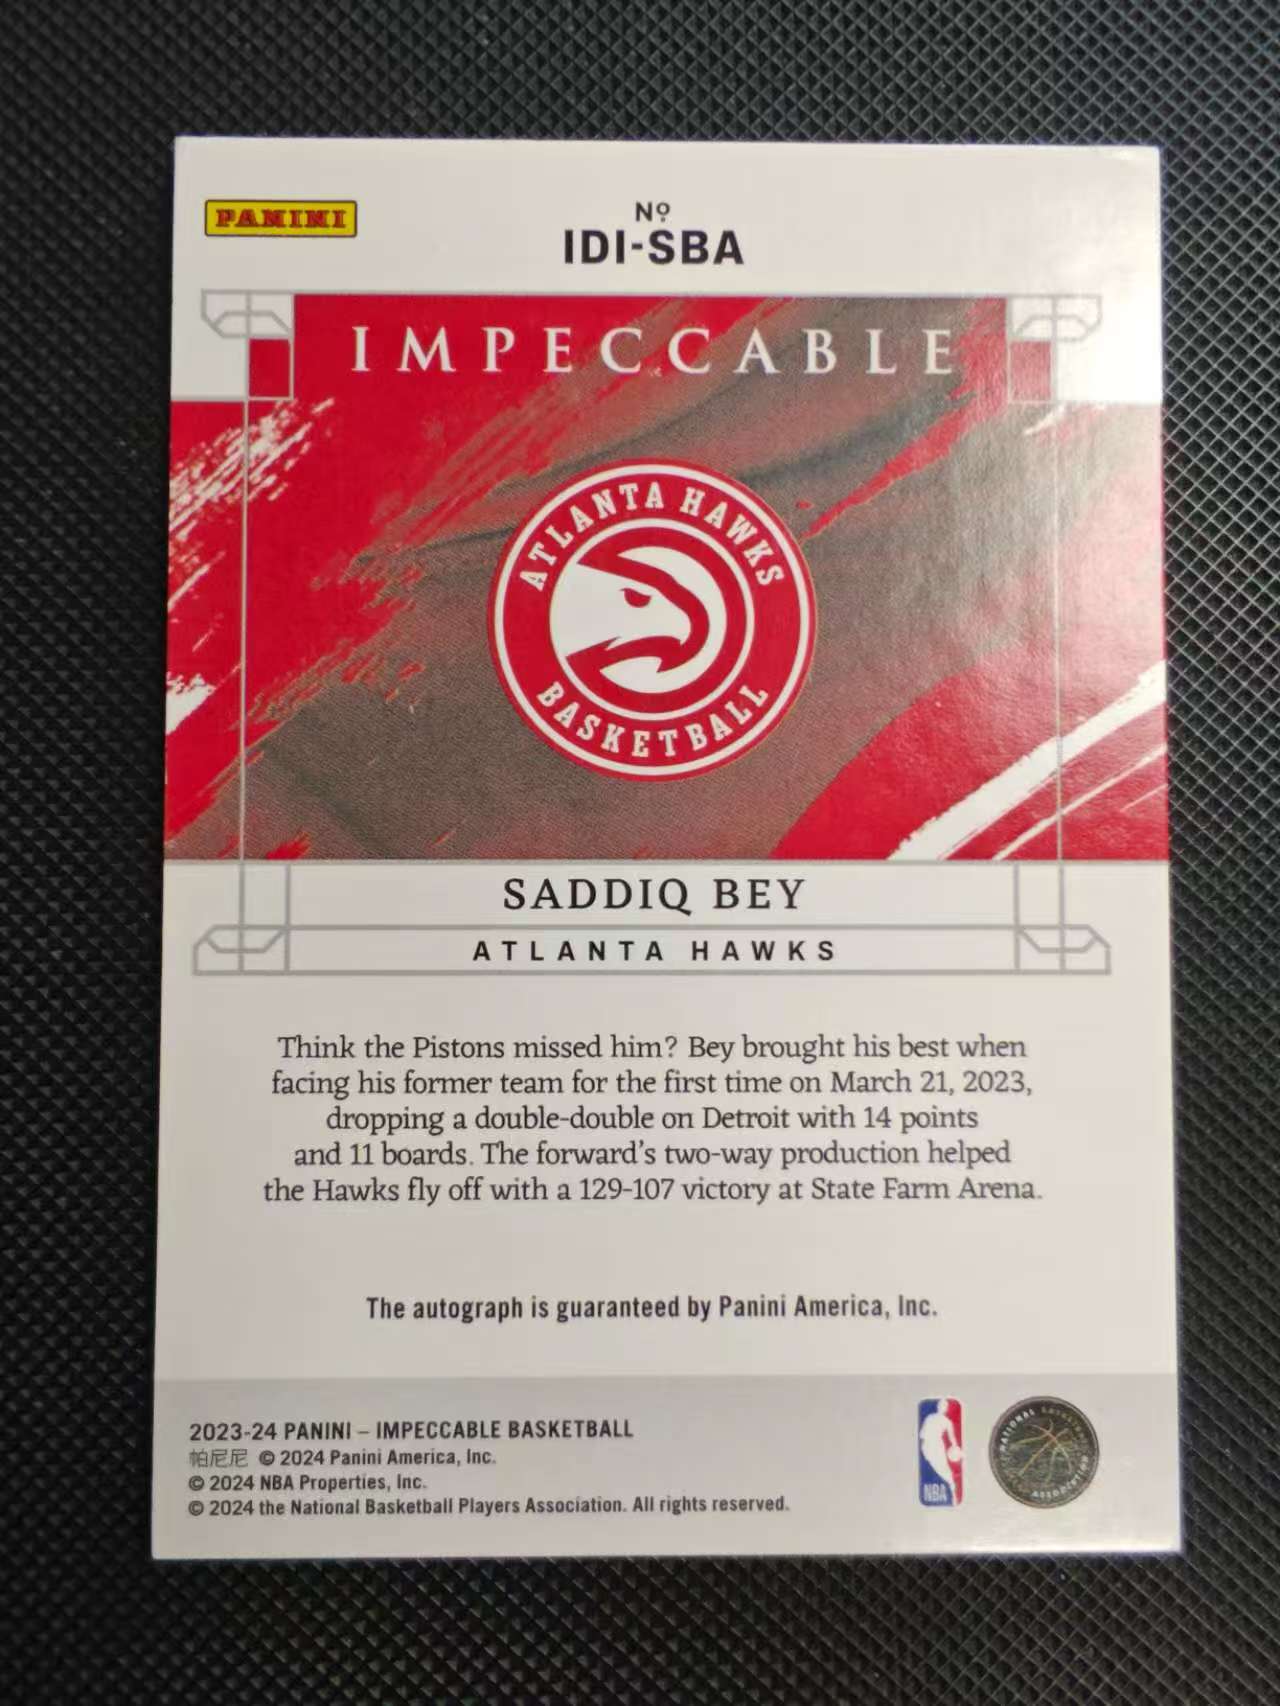 PANINI
Nº
IDI-SBA
IMPECCABLE
ATLANTA HAWKS
BASKETBALL
SADDIQ BEY
ATLANTA HAWKS
Think the Pistons missed him? Bey brought his best when
facing his former team for the first time on March 21, 2023,
dropping a double-double on Detroit with 14 points
and 11 boards. The forward's two-way production helped
the Hawks fly off with a 129-107 victory at State Farm Arena.
The autograph is guaranteed by Panini America, Inc.
2023-24 PANINI – IMPECCABLE BASKETBALL
帕尼尼 © 2024 Panini America, Inc.
© 2024 NBA Properties, Inc.
© 2024 the National Basketball Players Association. All rights reserved.
NBA
NATIONAL
ASSOCIATION